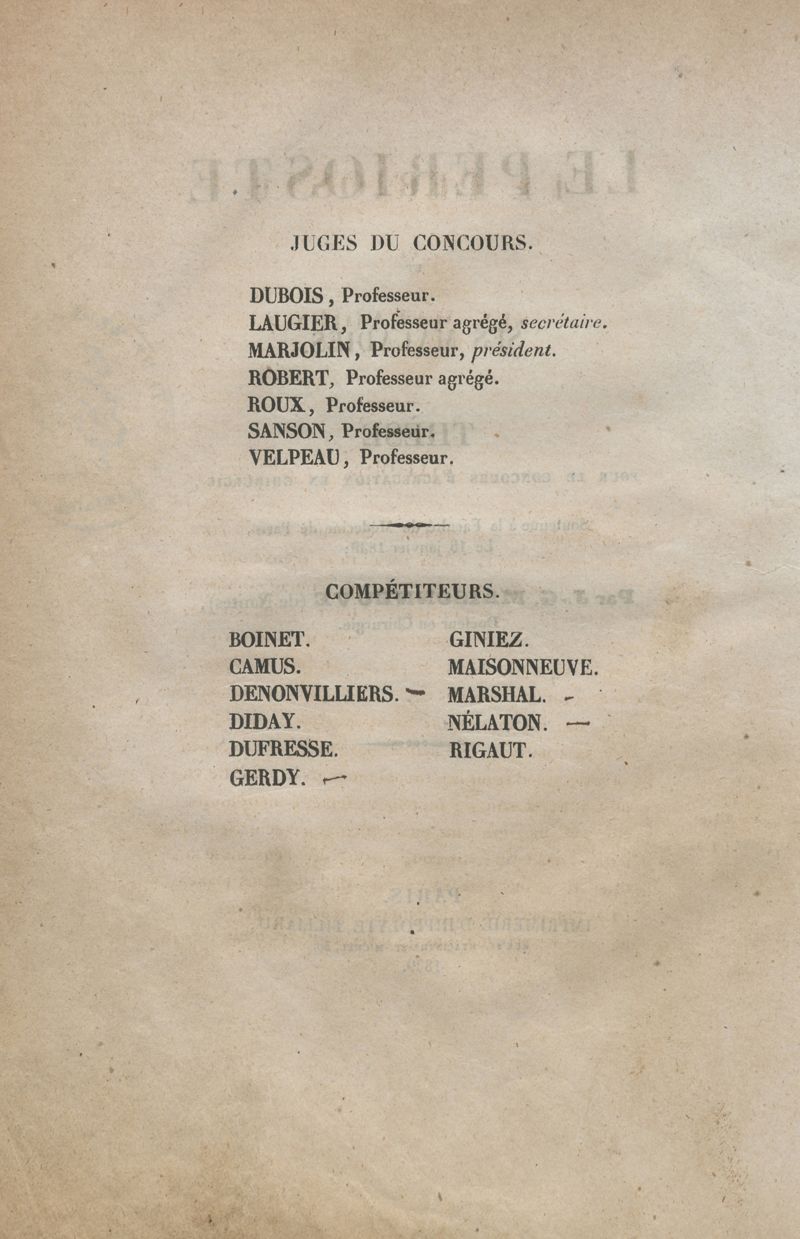 JUGES DU CONCOURS.
DUBOIS, Professeur.
LAUGIER, Professeur agrégé, secrétaire.
MARJOLIN, Professeur, président.
ROBERT, Professeur agrégé.
ROUX, Professeur.
SANSON, Professeur.
VELPEAU, Professeur.
COMPÉTITEURS.
BOINET. GINIEZ.
CAMUS. MAISONNEUVE.
DENONVILLIERS. MARSHAL.
DIDAY. NÉLATON.
DUFRESSE. RIGAUT.
GERDY.